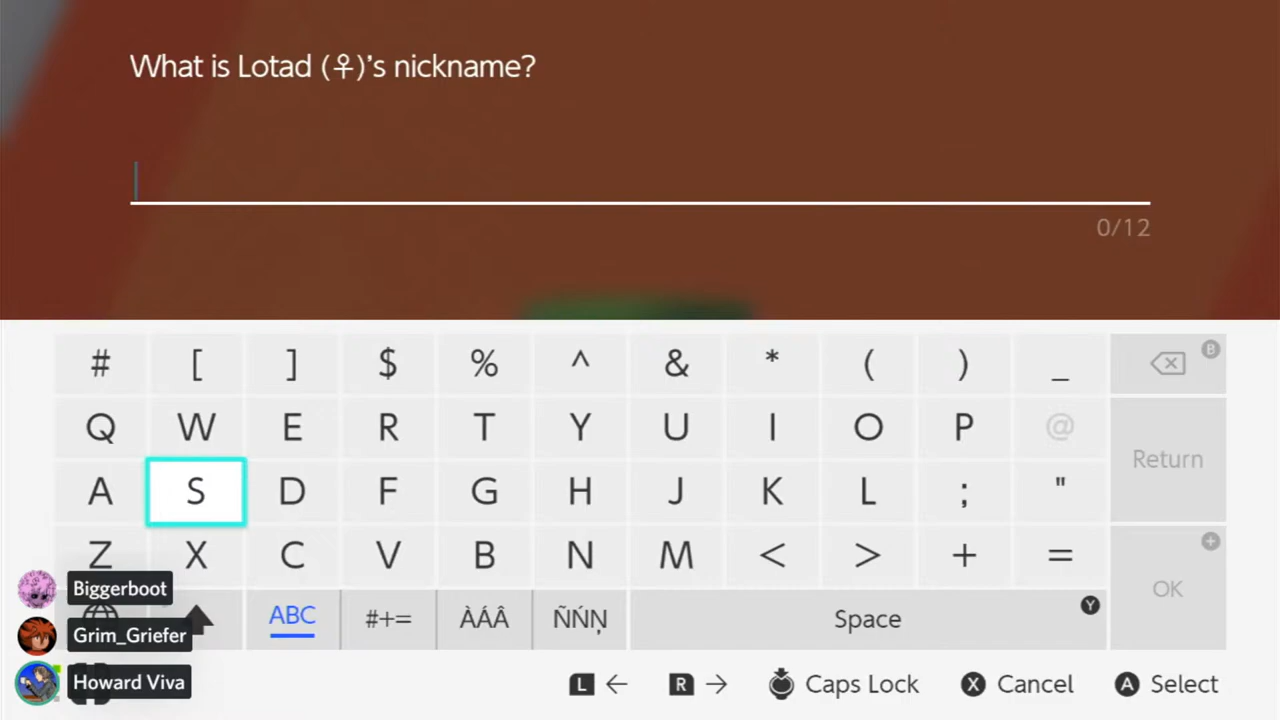 What is Lotad (♀)'s nickname?
0/12
# [ ] $ % ^ & * ( ) _ B
Q W E R T Y U I O P @
Return
A S D F G H J K L ; "
Z X C V B N M < > + = +
OK
Biggerboot
ABC #+= ÀÁÂ ÑŃŅ Space Y
Grim_Griefer
Howard Viva
L ← R → Caps Lock X Cancel A Select